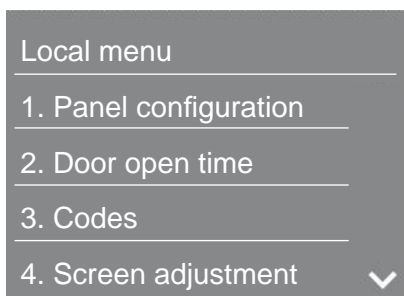 Local menu
1. Panel configuration
2. Door open time
3. Codes
4. Screen adjustment